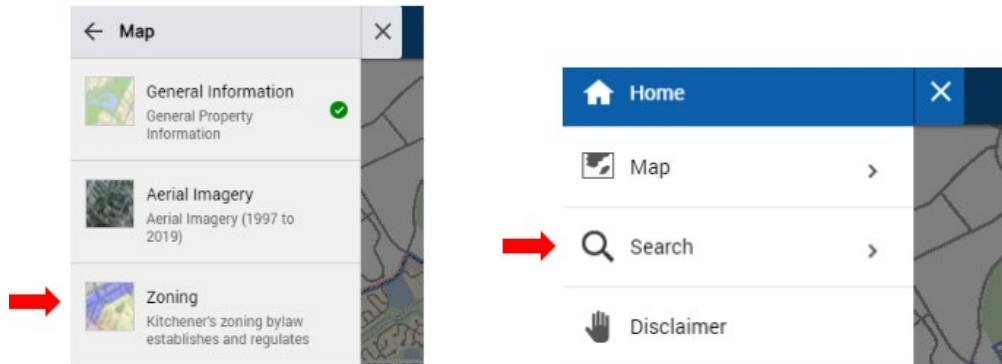 Map
General Information
General Property
Information
Aerial Imagery
Aerial Imagery (1997 to
2019)
Zoning
Kitchener's zoning bylaw
establishes and regulates
Home
Map
Search
Disclaimer